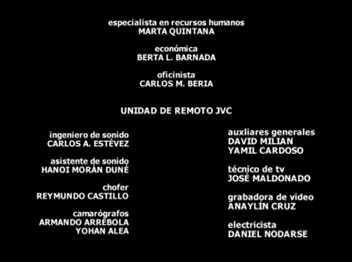 especialista en recursos humanos
MARTA QUINTANA
económica
BERTA L. BARNADA
oficinista
CARLOS M. BERIA
UNIDAD DE REMOTO JVC
ingeniero de sonido
CARLOS A. ESTÉVEZ
asistente de sonido
HANOI MORÁN DUNÉ
chofer
REYMUNDO CASTILLO
camarógrafos
ARMANDO ARRÉBOLA
YOHAN ALEA
auxliares generales
DAVID MILIAN
YAMIL CARDOSO
técnico de tv
JOSÉ MALDONADO
grabadora de video
ANAYLÍN CRUZ
electricista
DANIEL NODARSE